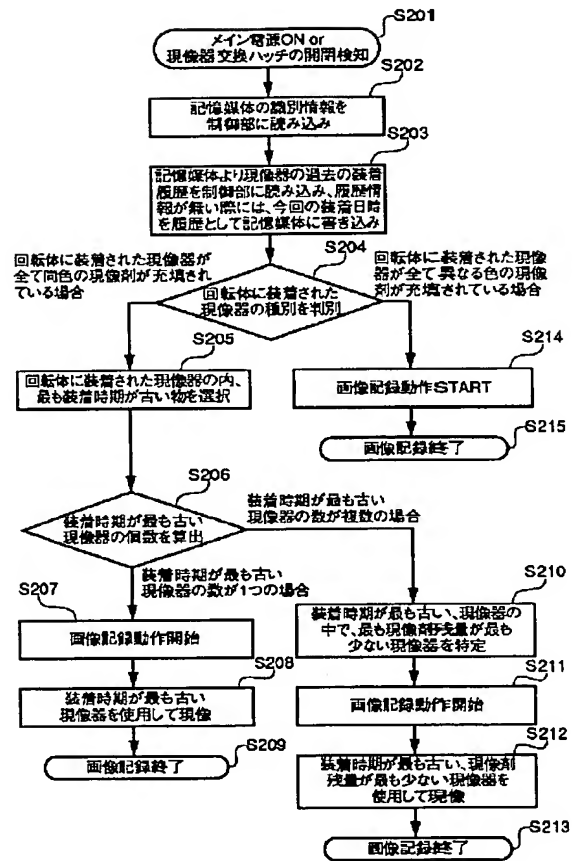 S201
メイン電源ON or
現像器交換ハッチの開閉検知
S202
記憶媒体の識別情報を
制御部に読み込み
S203
記憶媒体より現像器の過去の装着
履歴を制御部に読み込み、履歴情
報が無い際には、今回の装着日時
を履歴として記憶媒体に書き込み
S204
回転体に装着された現像器が
全て同色の現像剤が充填され
ている場合
回転体に装着された
現像器の種別を判別
回転体に装着された現像
器が全て異なる色の現像
剤が充填されている場合
S205
回転体に装着された現像器の内、
最も装着時期が古い物を選択
S214
画像記録動作START
S215
画像記録終了
S206
装着時期が最も古い
現像器の個数を算出
装着時期が最も古い
現像器の数が複数の場合
装着時期が最も古い
現像器の数が1つの場合
S207
画像記録動作開始
S208
装着時期が最も古い
現像器を使用して現像
S209
画像記録終了
S210
装着時期が最も古い、現像器の
中で、最も現像剤残量が最も
少ない現像器を特定
S211
画像記録動作開始
S212
装着時期が最も古い、現像剤
残量が最も少ない現像器を
使用して現像
S213
画像記録終了